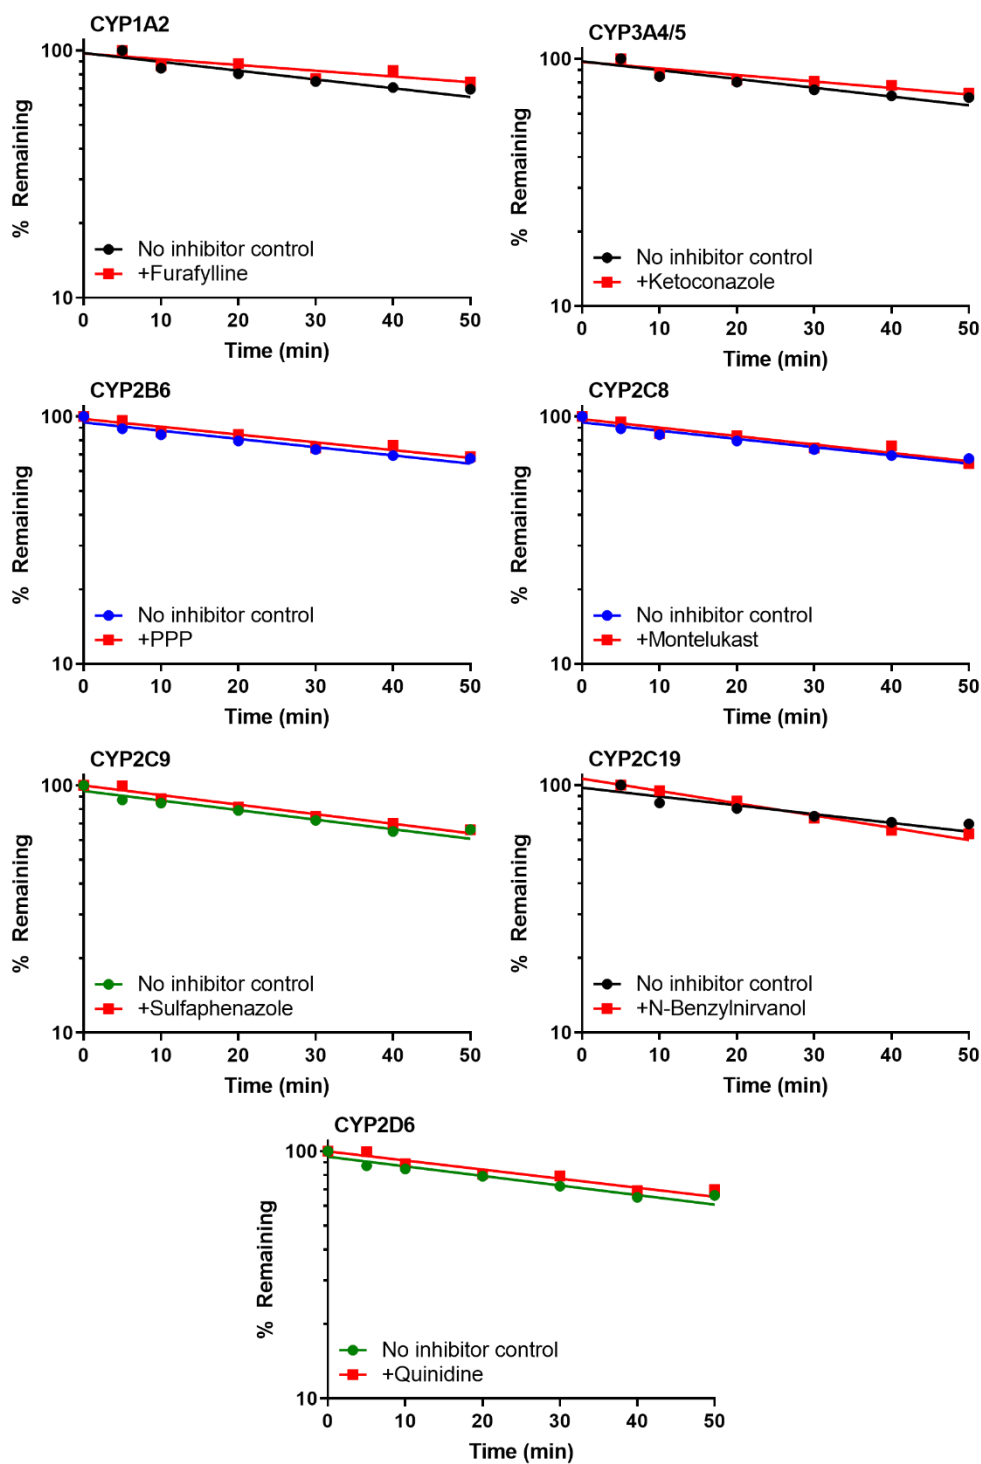 CYP1A2
% Remaining
100
10
No inhibitor control
+Furafylline
0 10 20 30 40 50
Time (min)
CYP3A4/5
% Remaining
100
10
No inhibitor control
+Ketoconazole
0 10 20 30 40 50
Time (min)
CYP2B6
% Remaining
100
10
No inhibitor control
+PPP
0 10 20 30 40 50
Time (min)
CYP2C8
% Remaining
100
10
No inhibitor control
+Montelukast
0 10 20 30 40 50
Time (min)
CYP2C9
% Remaining
100
10
No inhibitor control
+Sulfaphenazole
0 10 20 30 40 50
Time (min)
CYP2C19
% Remaining
100
10
No inhibitor control
+N-Benzylnirvanol
0 10 20 30 40 50
Time (min)
CYP2D6
% Remaining
100
10
No inhibitor control
+Quinidine
0 10 20 30 40 50
Time (min)